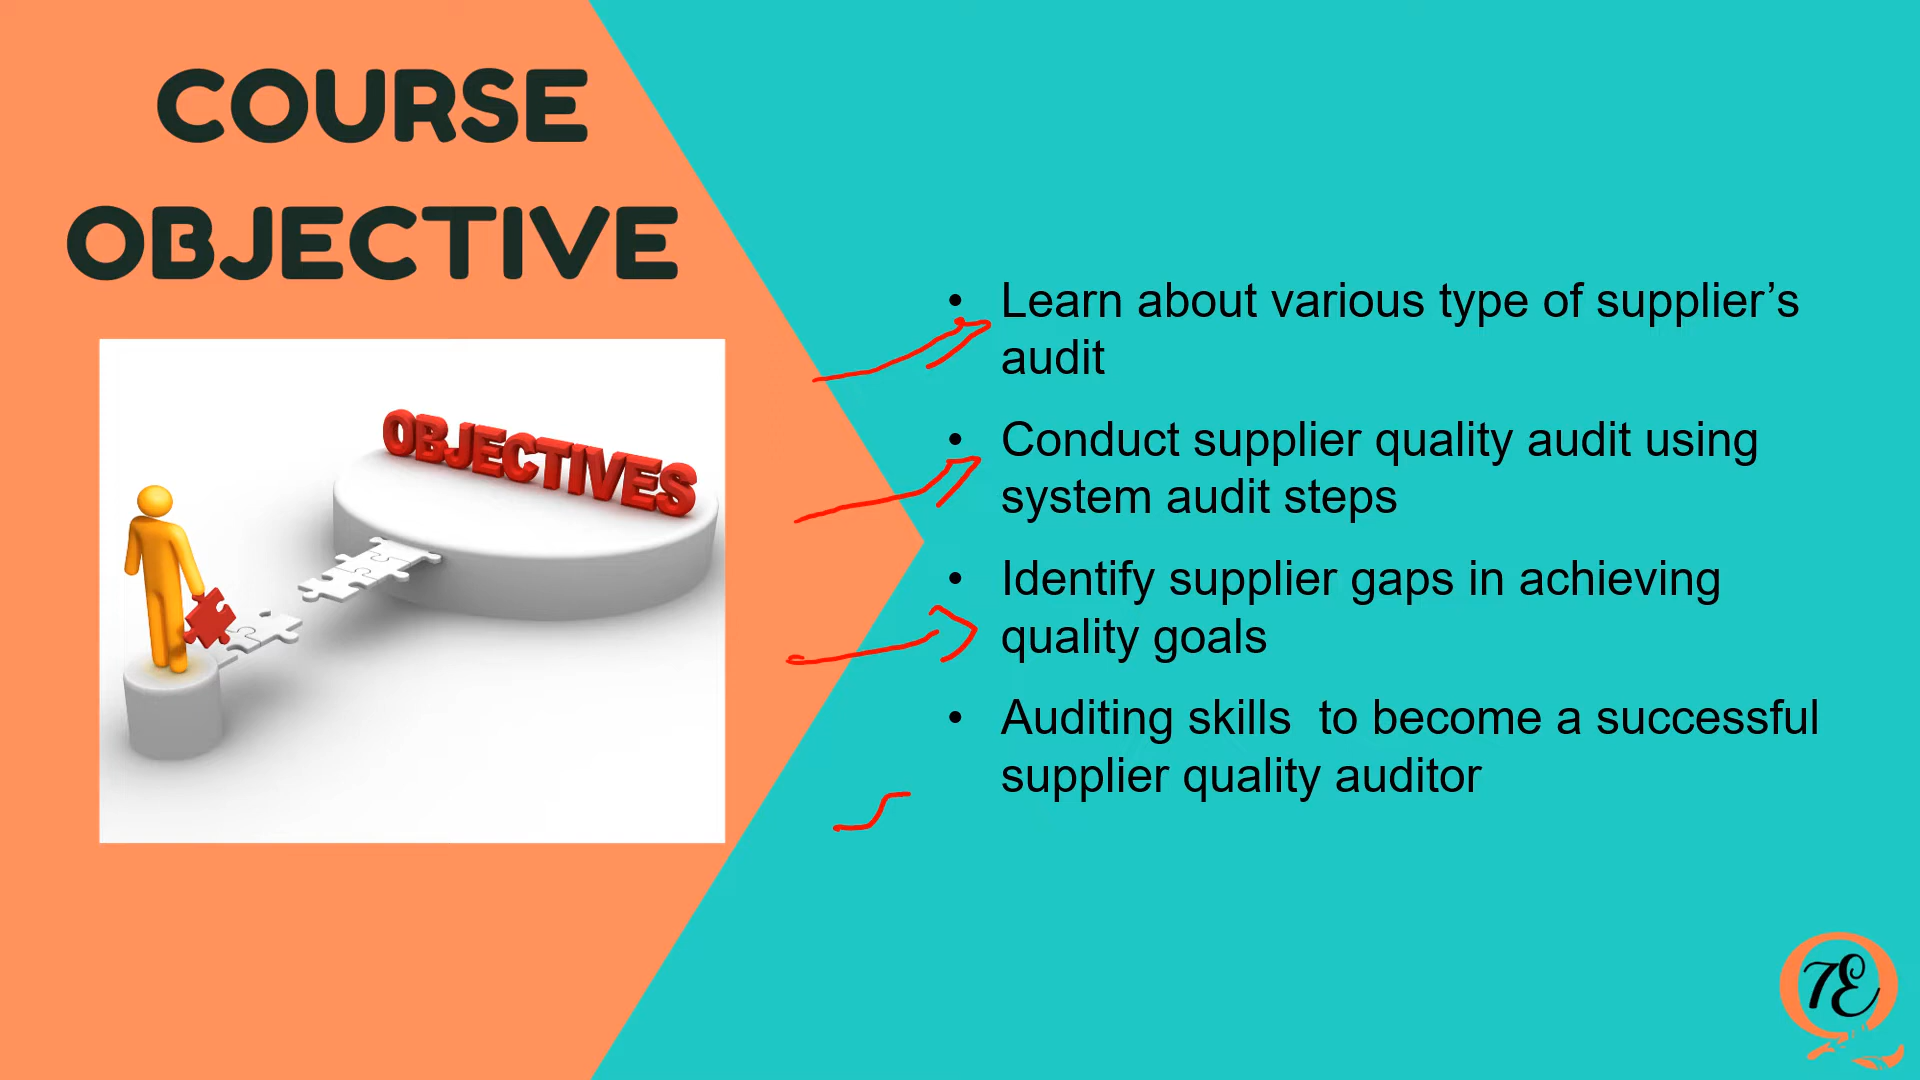 COURSE
OBJECTIVE
OBJECTIVES
• Learn about various type of supplier’s
audit
• Conduct supplier quality audit using
system audit steps
• Identify supplier gaps in achieving
quality goals
• Auditing skills  to become a successful
supplier quality auditor
7E